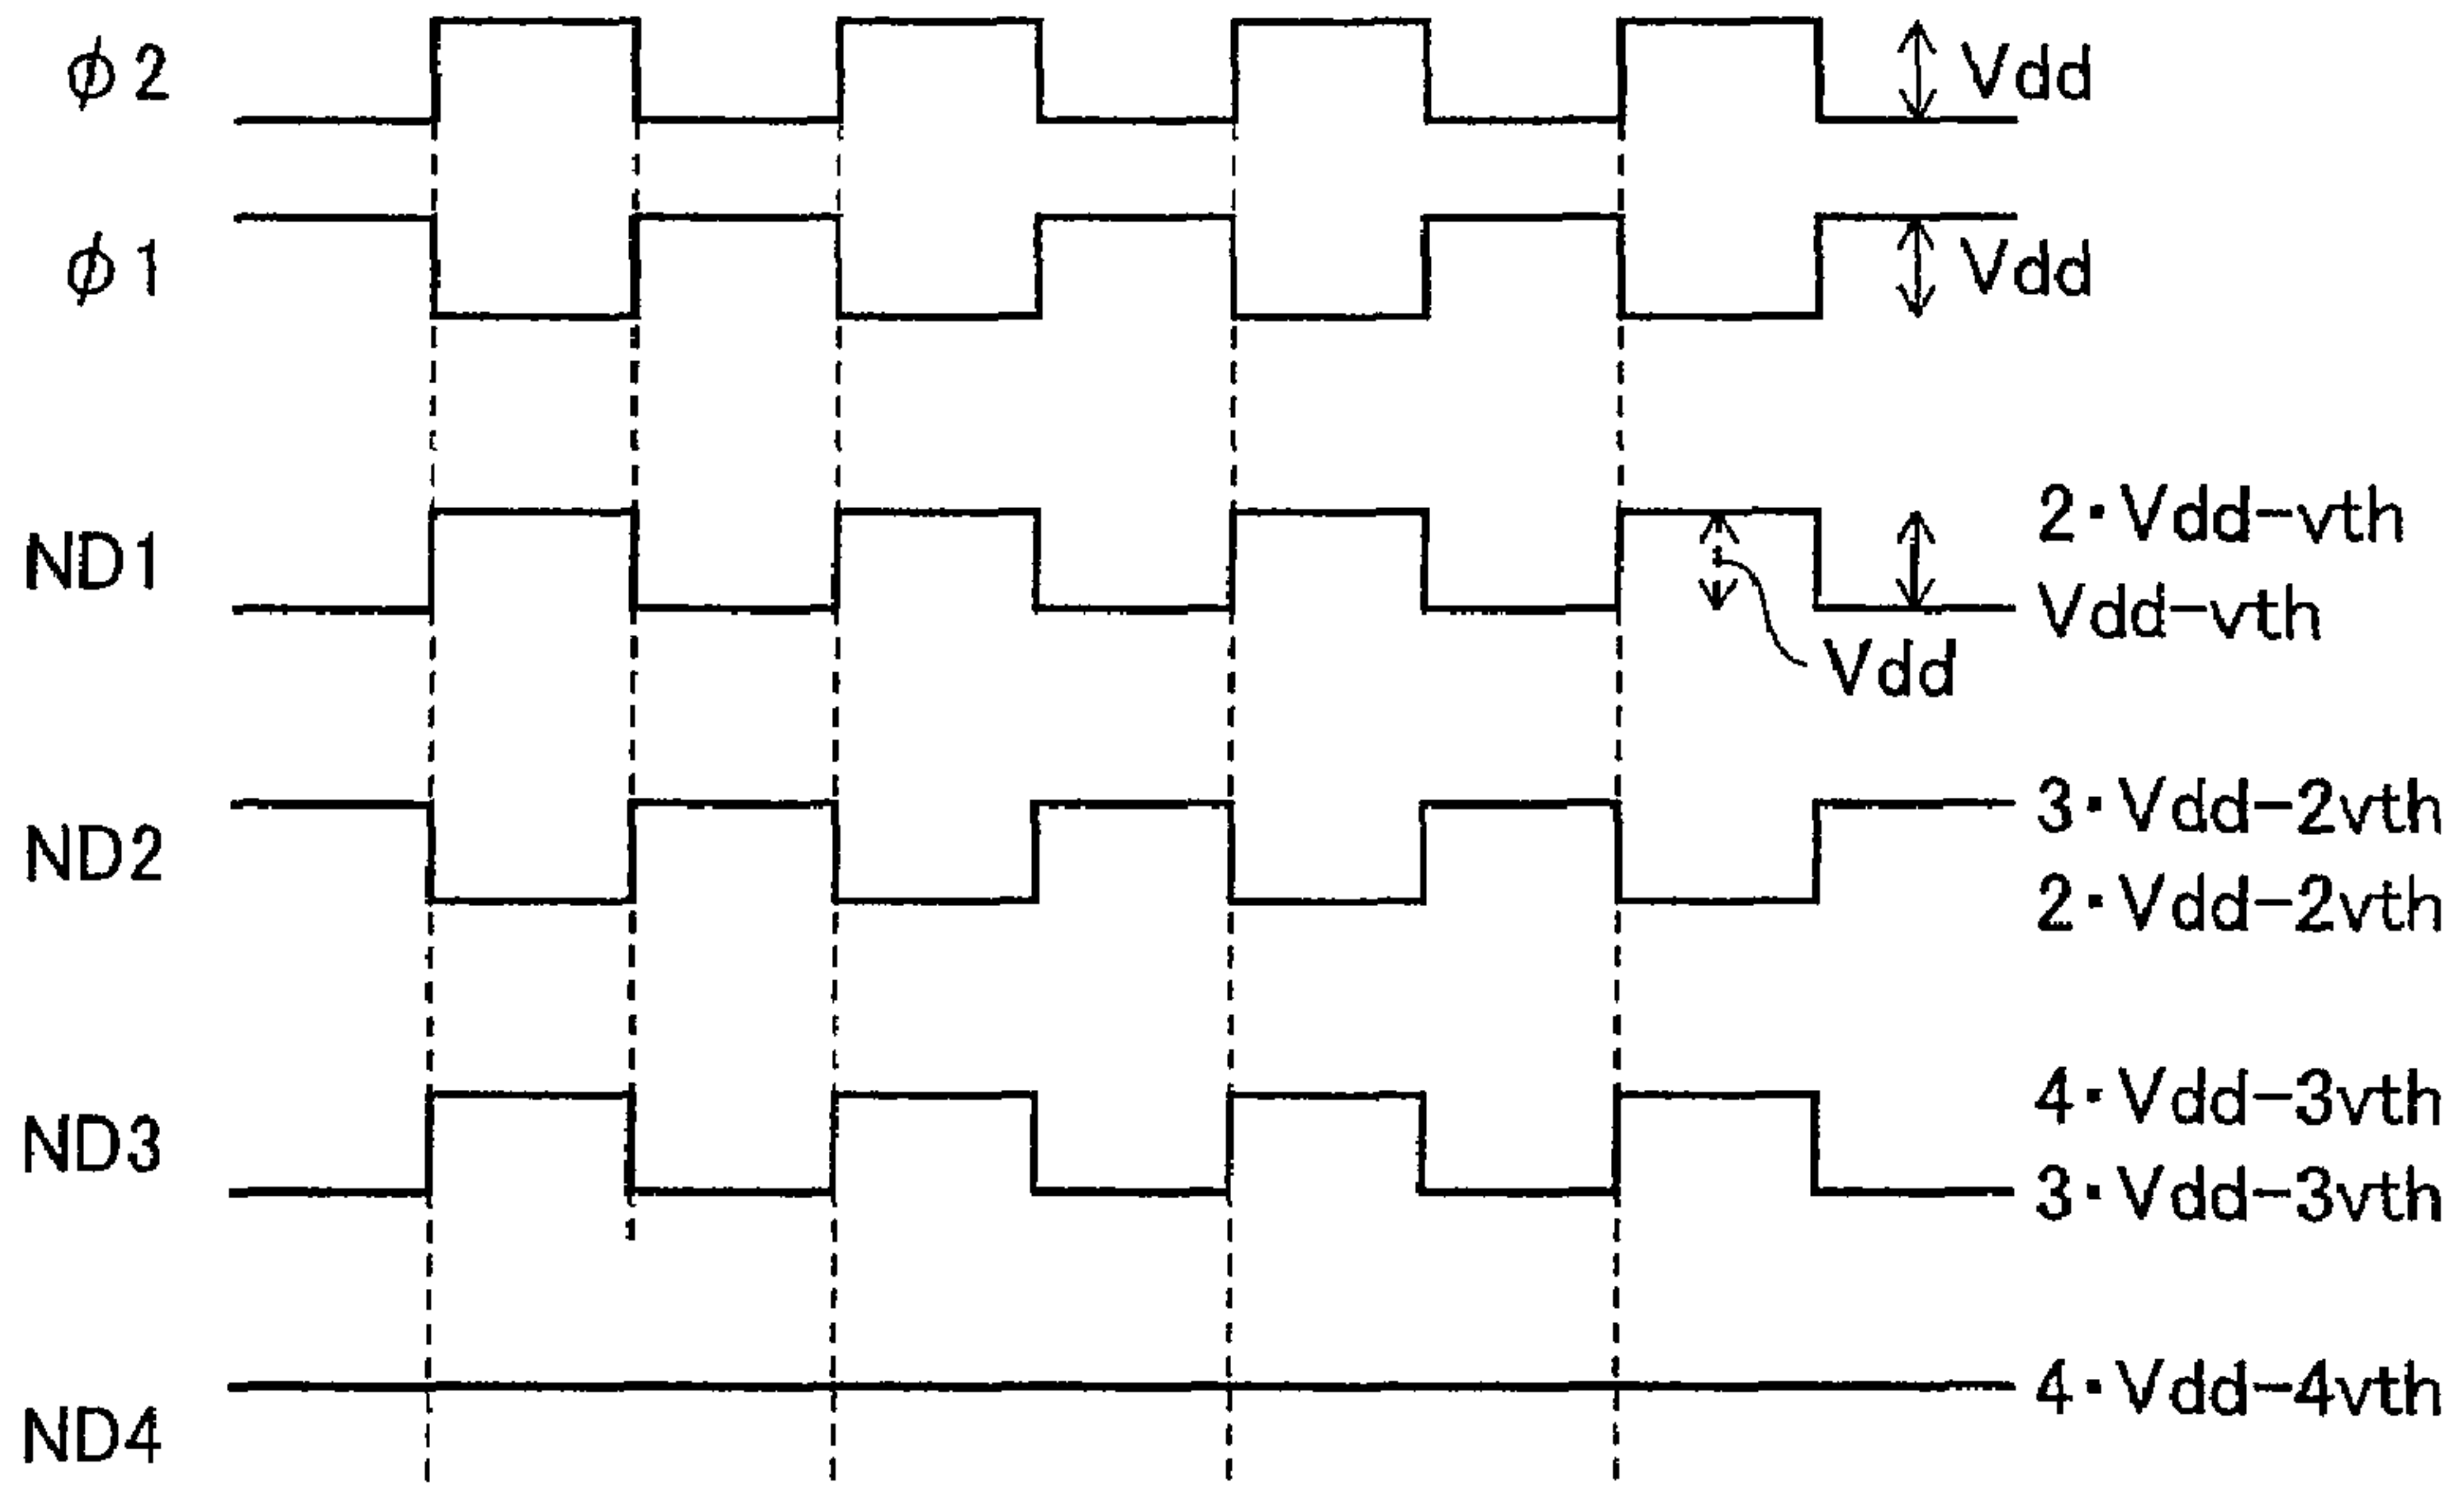 ϕ2 Vdd
ϕ1 Vdd
ND1 2・Vdd-vth
Vdd-vth
Vdd
ND2 3・Vdd-2vth
2・Vdd-2vth
ND3 4・Vdd-3vth
3・Vdd-3vth
ND4 4・Vdd-4vth